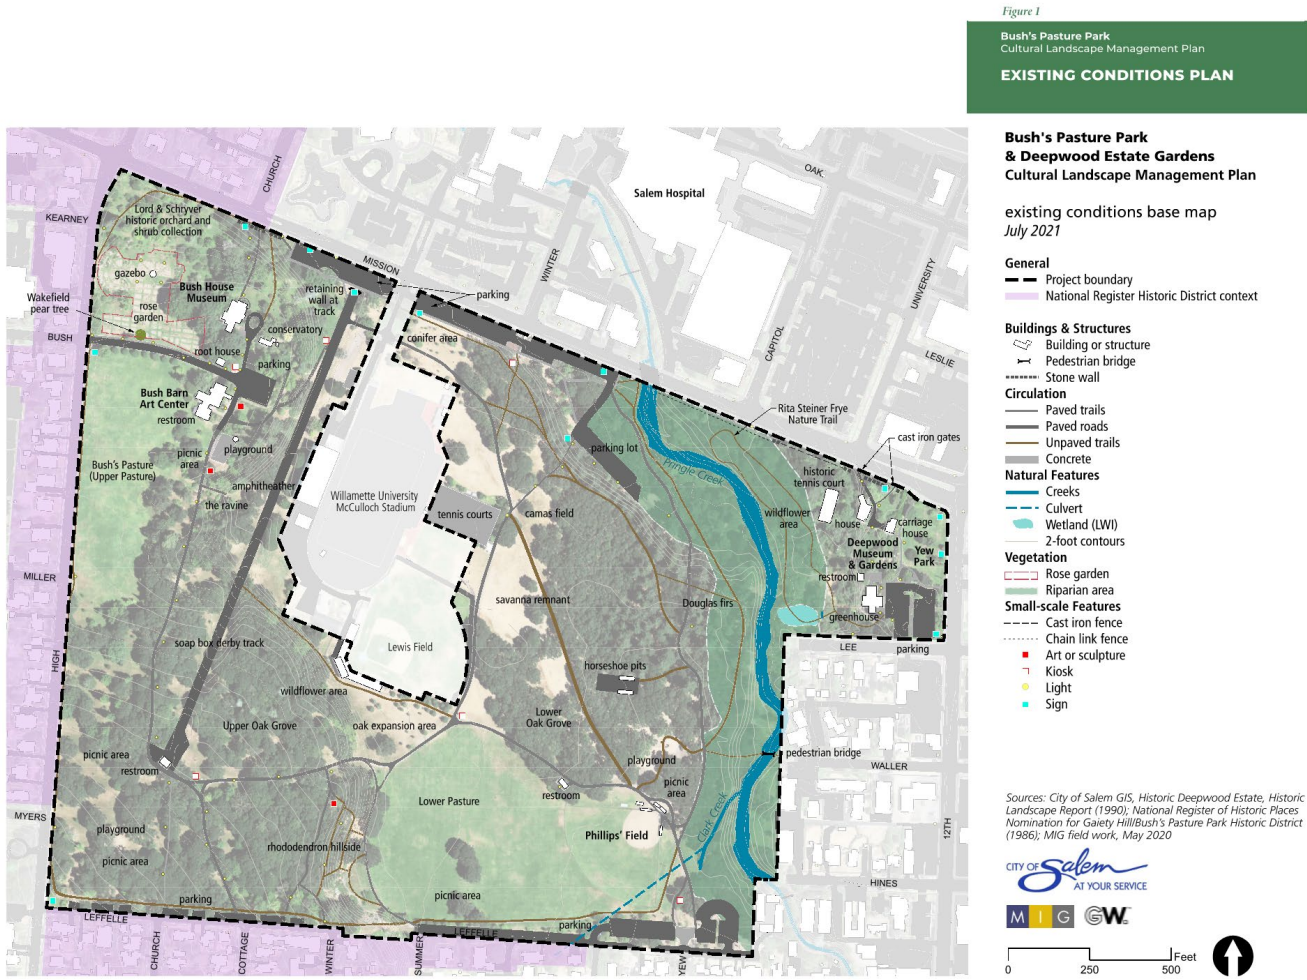 Figure 1
Bush's Pasture Park
Cultural Landscape Management Plan
EXISTING CONDITIONS PLAN
Bush's Pasture Park
& Deepwood Estate Gardens
Cultural Landscape Management Plan
existing conditions base map
July 2021
General
Project boundary
National Register Historic District context
Buildings & Structures
Building or structure
Pedestrian bridge
Stone wall
Circulation
Paved trails
Paved roads
Unpaved trails
Concrete
Natural Features
Creeks
Culvert
Wetland (LWI)
2-foot contours
Vegetation
Rose garden
Riparian area
Small-scale Features
Cast iron fence
Chain link fence
Art or sculpture
Kiosk
Light
Sign
Sources: City of Salem GIS, Historic Deepwood Estate, Historic
Landscape Report (1990); National Register of Historic Places
Nomination for Gaiety Hill/Bush's Pasture Park Historic District
(1986); MIG field work, May 2020
CITY OF Salem
AT YOUR SERVICE
M I G
GW
Feet
0 250 500
CHURCH
OAK
Salem Hospital
KEARNEY
Lord & Schryver
historic orchard and
shrub collection
MISSION
WINTER
UNIVERSITY
gazebo
Bush House
Museum
retaining
wall at
track
parking
Wakefield
pear tree
rose
garden
conservatory
conifer area
CAPITOL
LESLIE
BUSH
root house
parking
Bush Barn
Art Center
restroom
Rita Steiner Frye
Nature Trail
cast iron gates
playground
picnic
area
parking lot
Pringle Creek
historic
tennis court
Bush's Pasture
(Upper Pasture)
amphitheater
the ravine
Willamette University
McCulloch Stadium
tennis courts
camas field
wildflower
area
house
carriage
house
Deepwood
Museum
& Gardens
Yew
Park
restroom
MILLER
savanna remnant
Douglas firs
greenhouse
soap box derby track
Lewis Field
LEE
parking
HIGH
horseshoe pits
wildflower area
Upper Oak Grove
oak expansion area
Lower
Oak Grove
picnic area
restroom
playground
pedestrian bridge
WALLER
picnic
area
restroom
Lower Pasture
Clark Creek
MYERS
playground
picnic area
rhododendron hillside
Phillips' Field
12TH
HINES
parking
picnic area
LEFFELLE
parking
LEFFELLE
CHURCH
COTTAGE
WINTER
SUMMER
YEW